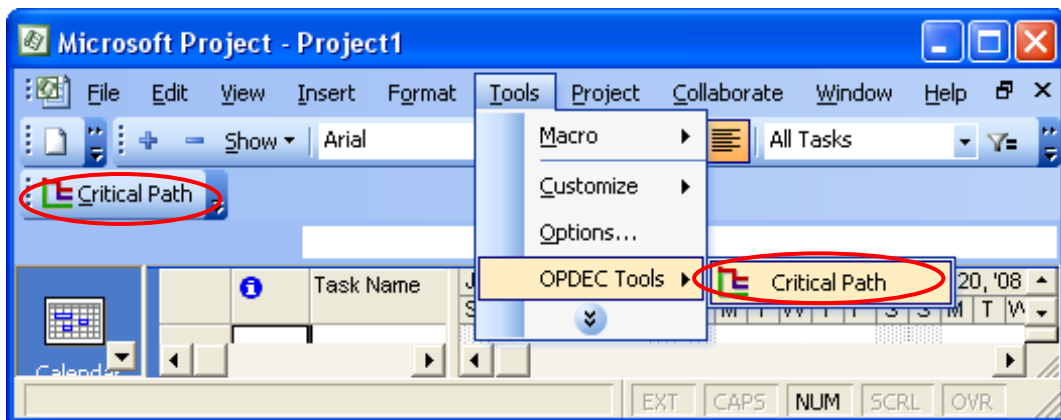 Microsoft Project - Project1
File Edit View Insert Format Tools Project Collaborate Window Help
Show Arial All Tasks
Macro
Critical Path
Customize
Options...
OPDEC Tools Critical Path
Task Name J 20, '08
S M T W T F S S M T W
Calendar
EXT CAPS NUM SCRL OVR